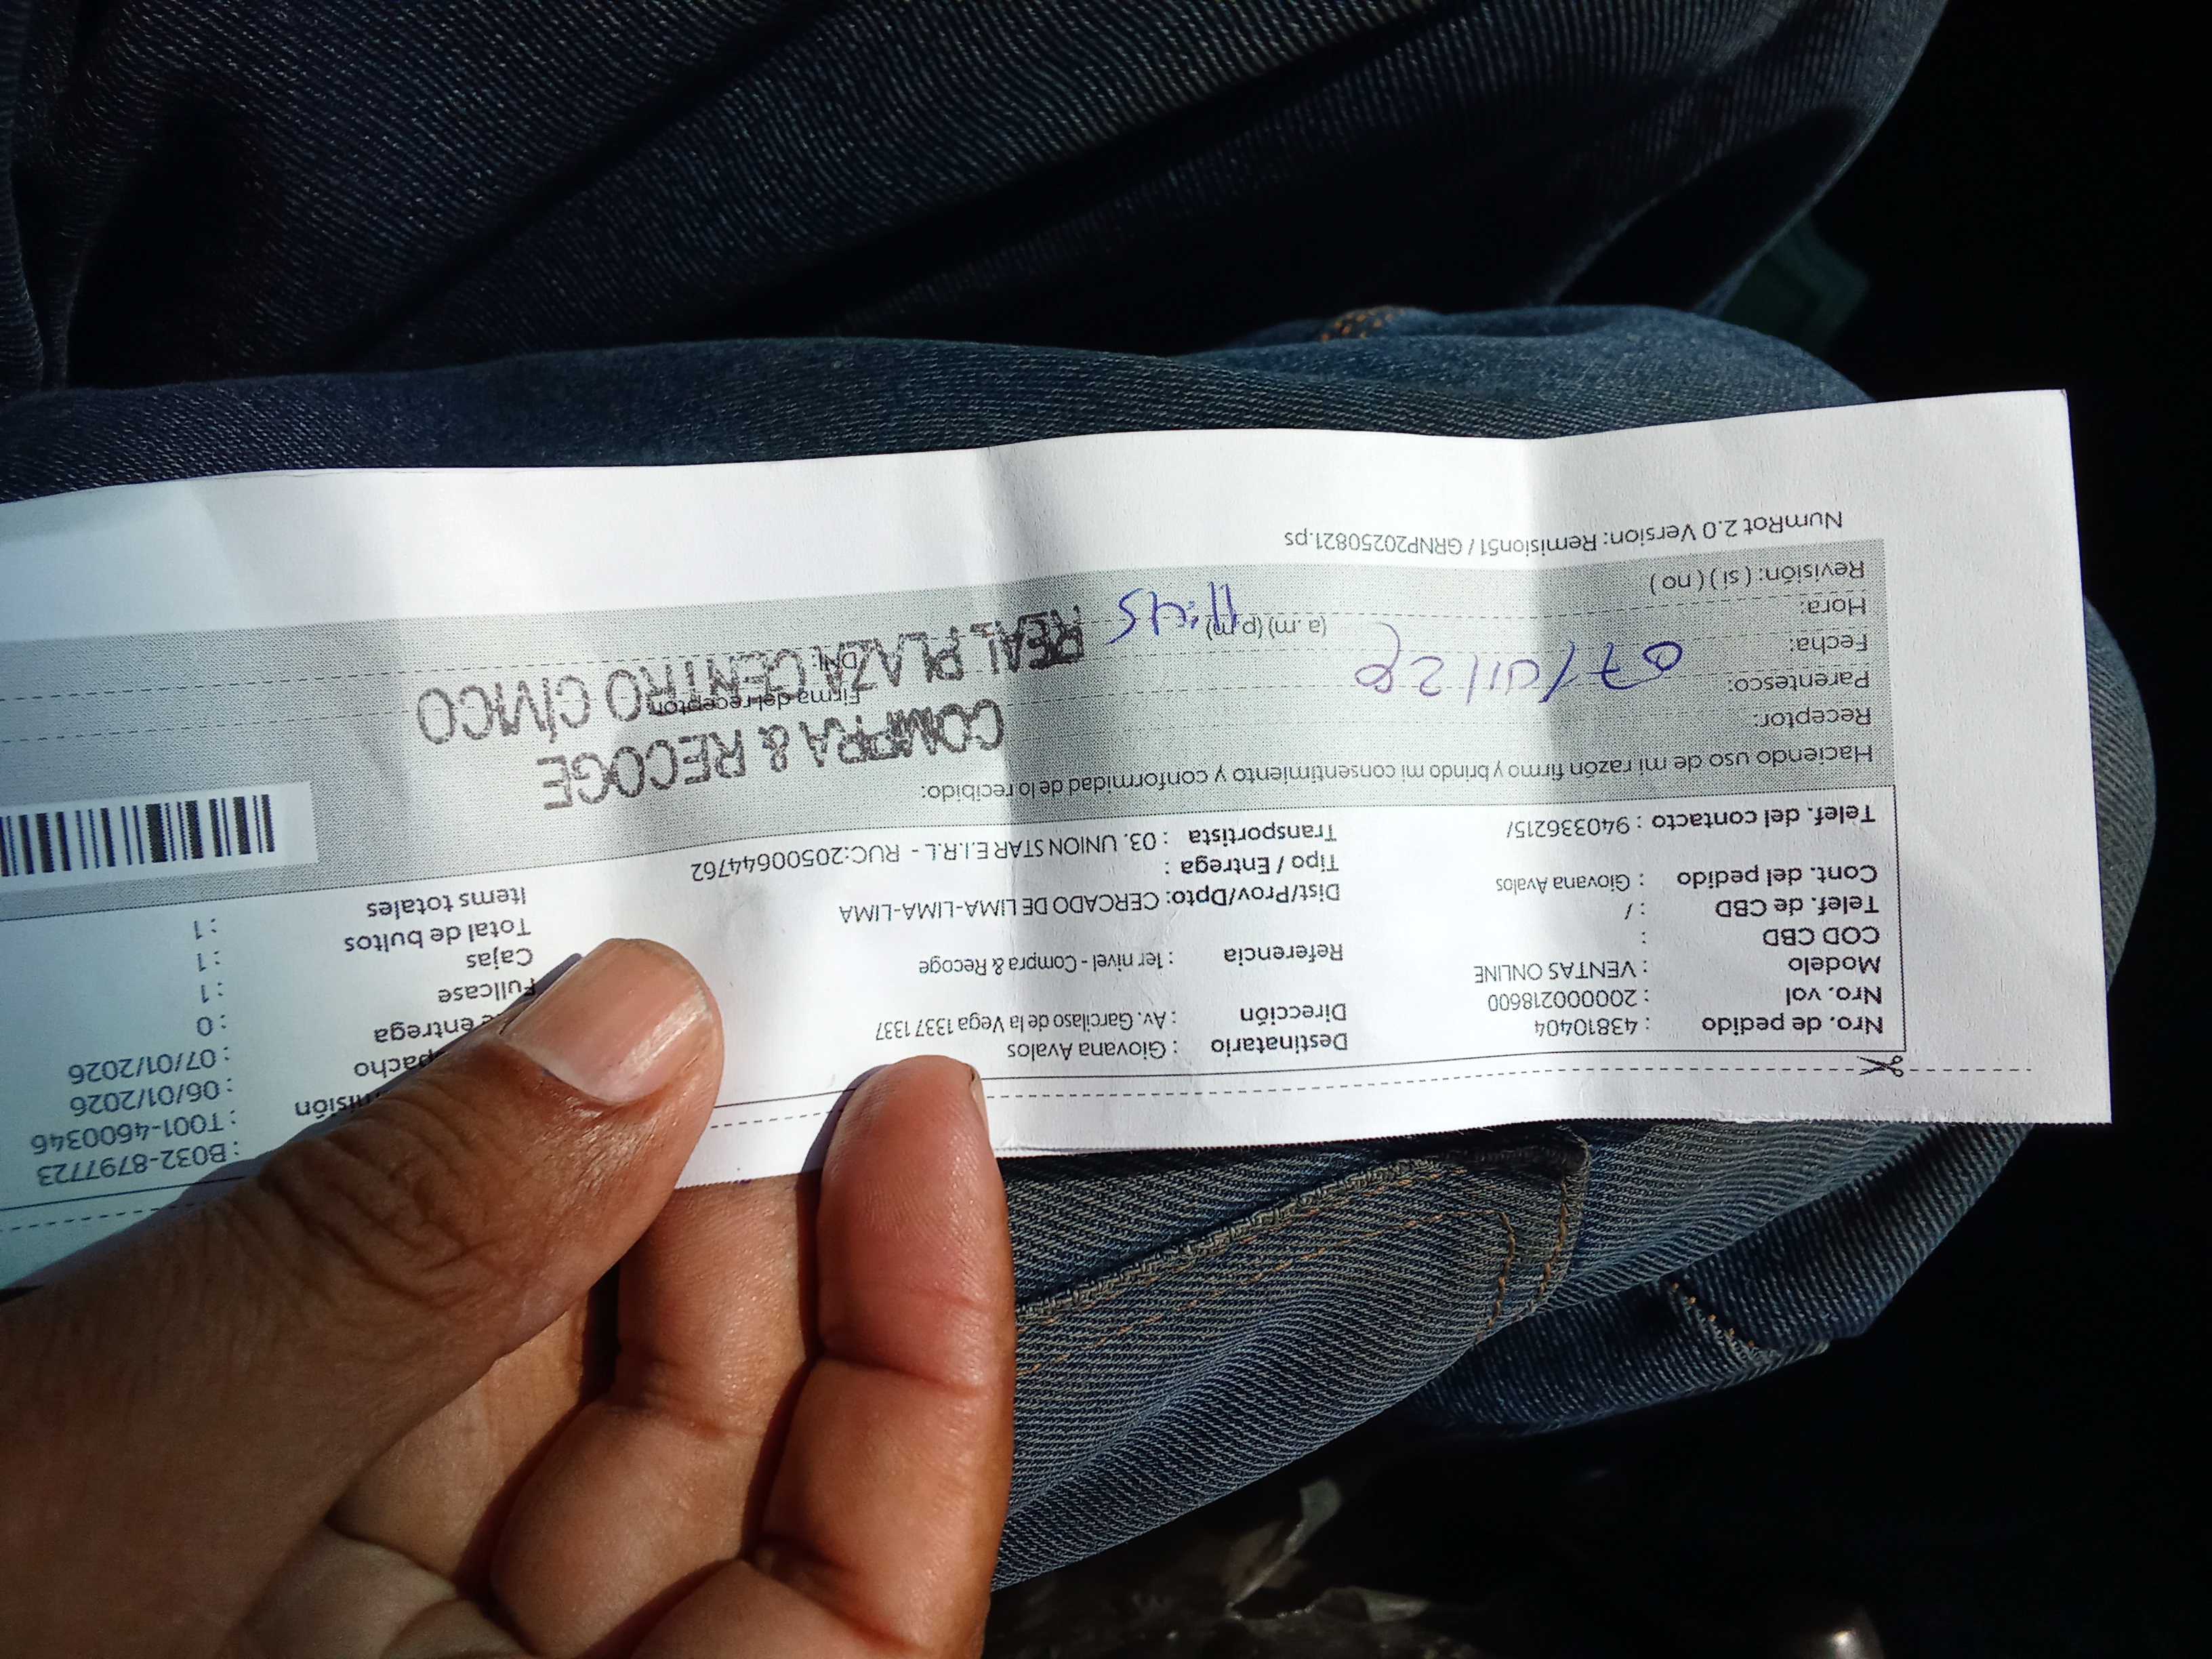 Nro. de pedido : 43810404
Nro. vol : 20000218600
Modelo : VENTAS ONLINE
COD CBD :
Telef. de CBD : /
Cont. del pedido : Giovana Avalos
Telef. del contacto : 940336215/
Destinatario : Giovana Avalos
Dirección : Av. Garcilaso de la Vega 1337 1337
Referencia : 1er nivel - Compra & Recoge
Dist/Prov/Dpto: CERCADO DE LIMA-LIMA-LIMA
Tipo / Entrega :
Transportista : 03. UNION STAR E.I.R.L - RUC:20500644762
: B032-8797723
: T001-4600346
: 06/01/2026
: 07/01/2026
entrega : 0
Fullcase : 1
Cajas : 1
Total de bultos : 1
Items totales
Haciendo uso de mi razón firmo y brindo mi consentimiento y conformidad de lo recibido:
Receptor:
Parentesco:
Fecha: 07/01/26
Hora: 11:45 (a.m) (p.m)
Revisión: ( si ) ( no )
Firma del receptor:
DNI:
COMPRA & RECOGE
REAL PLAZA CENTRO CÍVICO
NumRot 2.0 Version: Remision51 / GRNP20250821.ps